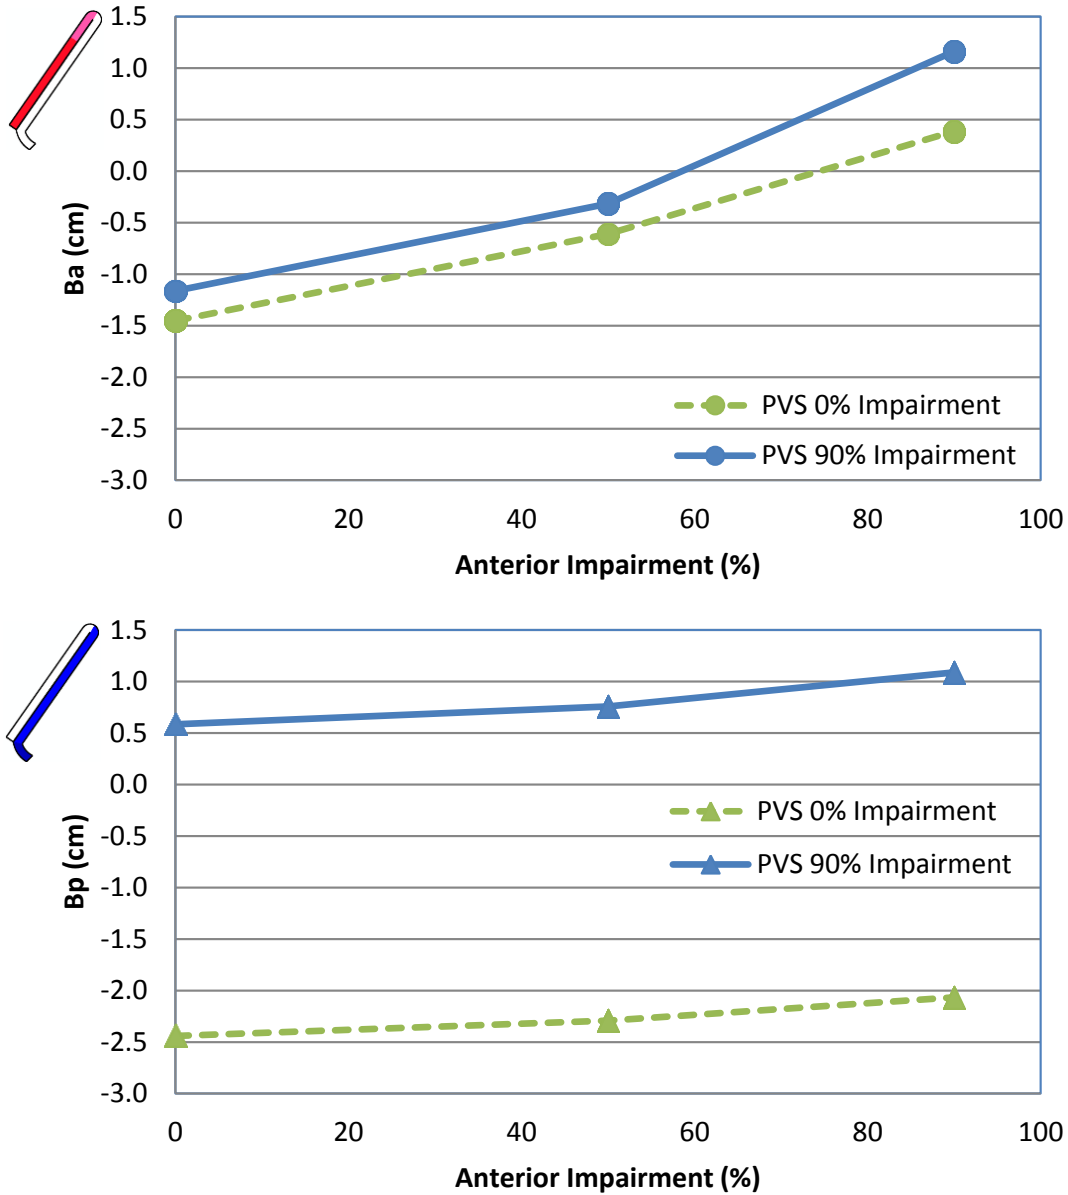 1.5
1.0
0.5
0.0
-0.5
-1.0
-1.5
-2.0
-2.5
-3.0
Ba (cm)
PVS 0% Impairment
PVS 90% Impairment
0 20 40 60 80 100
Anterior Impairment (%)
1.5
1.0
0.5
0.0
-0.5
-1.0
-1.5
-2.0
-2.5
-3.0
Bp (cm)
PVS 0% Impairment
PVS 90% Impairment
0 20 40 60 80 100
Anterior Impairment (%)